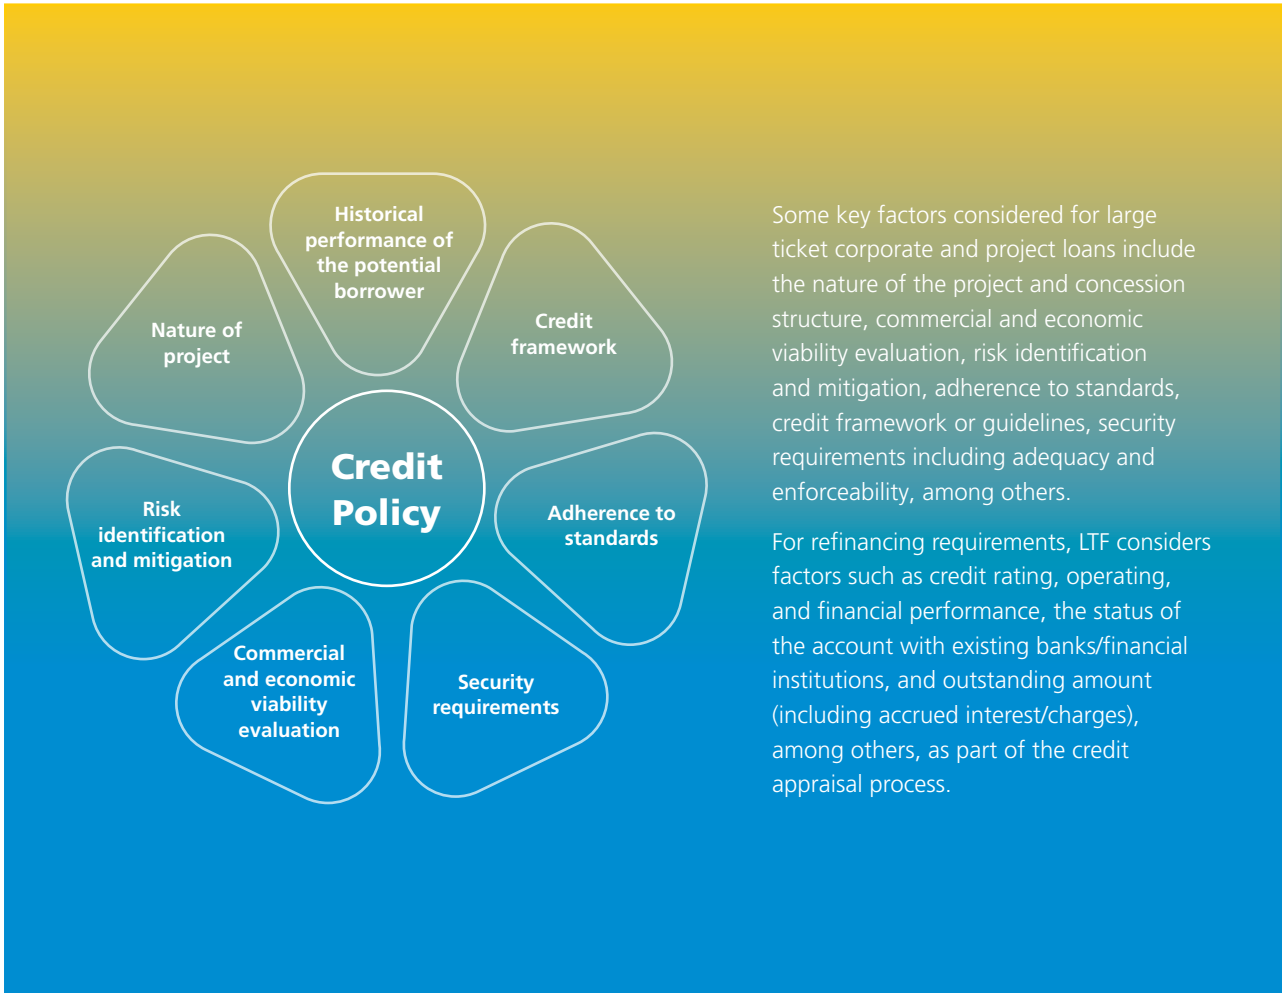 Historical
performance of
the potential
borrower
Credit
framework
Nature of
project
Credit
Policy
Adherence to
standards
Risk
identification
and mitigation
Commercial
and economic
viability
evaluation
Security
requirements
Some key factors considered for large
ticket corporate and project loans include
the nature of the project and concession
structure, commercial and economic
viability evaluation, risk identification
and mitigation, adherence to standards,
credit framework or guidelines, security
requirements including adequacy and
enforceability, among others.
For refinancing requirements, LTF considers
factors such as credit rating, operating,
and financial performance, the status of
the account with existing banks/financial
institutions, and outstanding amount
(including accrued interest/charges),
among others, as part of the credit
appraisal process.